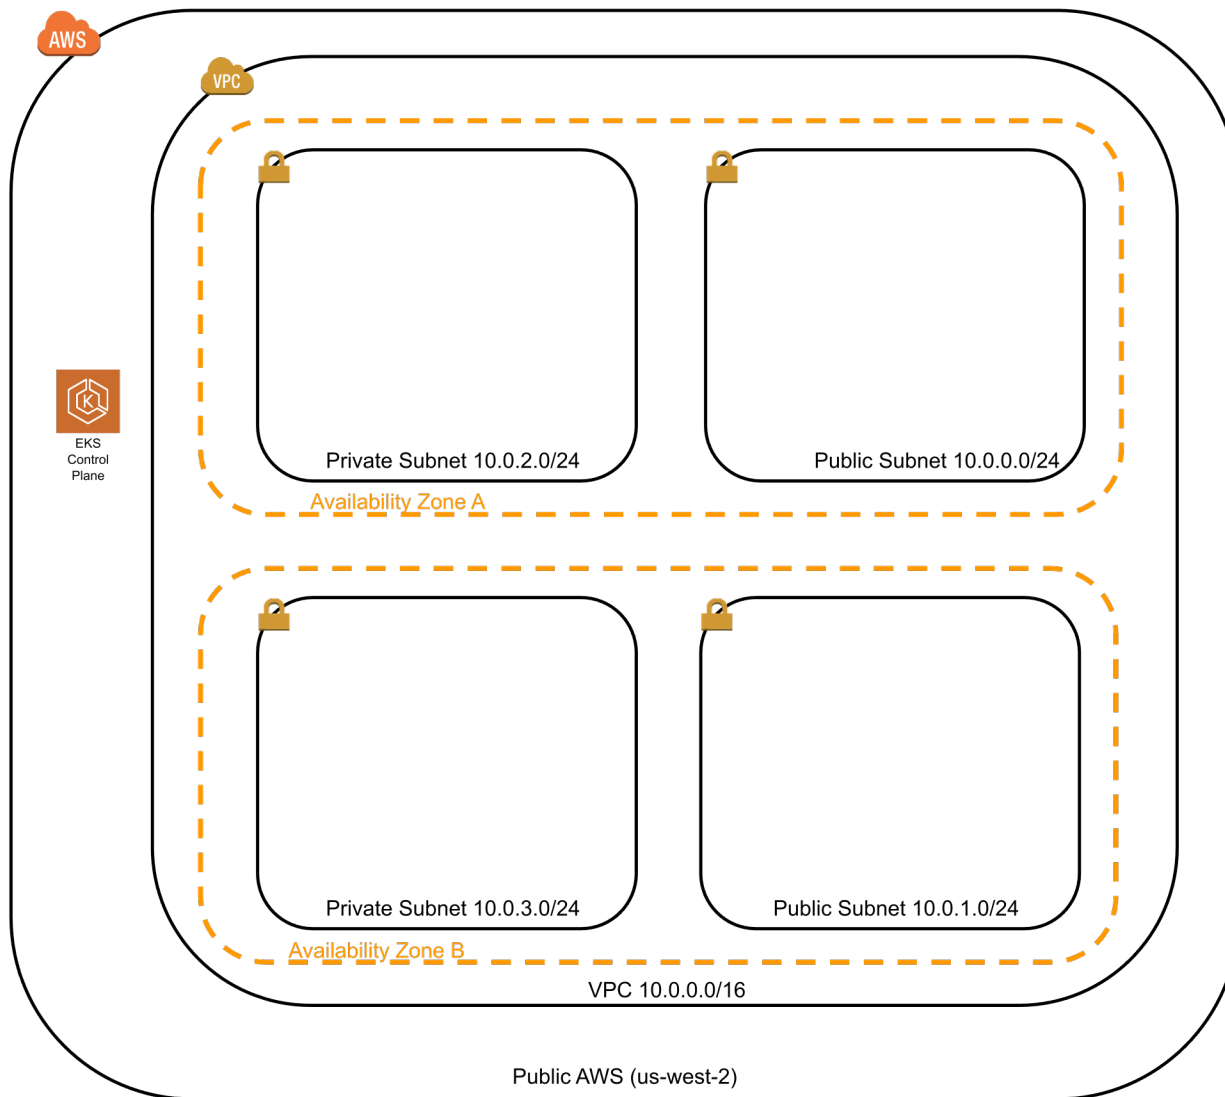 AWS
VPC
Private Subnet 10.0.2.0/24
Public Subnet 10.0.0.0/24
Availability Zone A
K
EKS
Control
Plane
Private Subnet 10.0.3.0/24
Public Subnet 10.0.1.0/24
Availability Zone B
VPC 10.0.0.0/16
Public AWS (us-west-2)